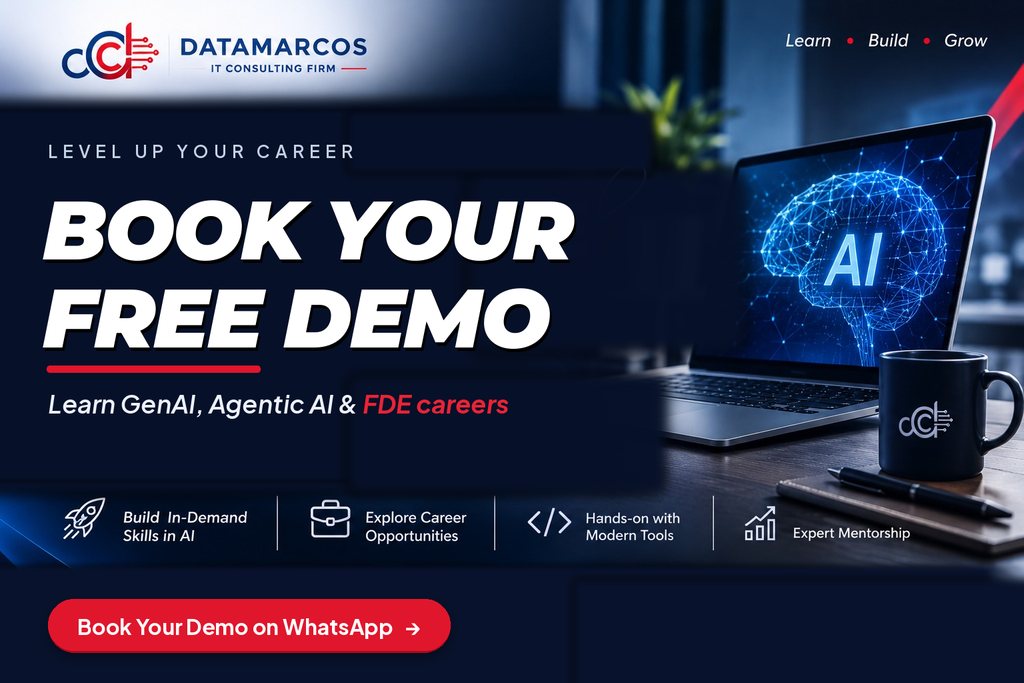 DATAMARCOS
IT CONSULTING FIRM
Learn • Build • Grow
LEVEL UP YOUR CAREER
BOOK YOUR
FREE DEMO
Learn GenAI, Agentic AI & FDE careers
AI
Build In-Demand
Skills in AI
Explore Career
Opportunities
Hands-on with
Modern Tools
Expert Mentorship
Book Your Demo on WhatsApp →